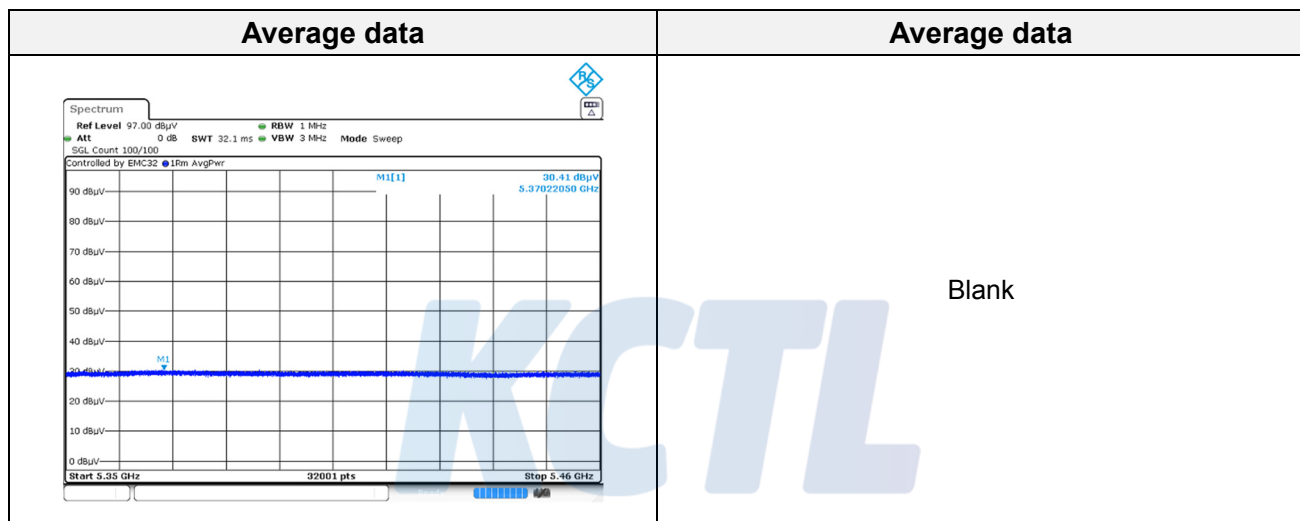 Average data
Average data
R&S
Spectrum
Ref Level 97.00 dBµV RBW 1 MHz
Att 0 dB SWT 32.1 ms VBW 3 MHz Mode Sweep
SGL Count 100/100
Controlled by EMC32 1Rm AvgPwr
M1[1] 30.41 dBµV
5.37022050 GHz
90 dBµV
80 dBµV
70 dBµV
60 dBµV
50 dBµV
40 dBµV
M1
30 dBµV
20 dBµV
10 dBµV
0 dBµV
Start 5.35 GHz 32001 pts Stop 5.46 GHz
Blank
KCTL